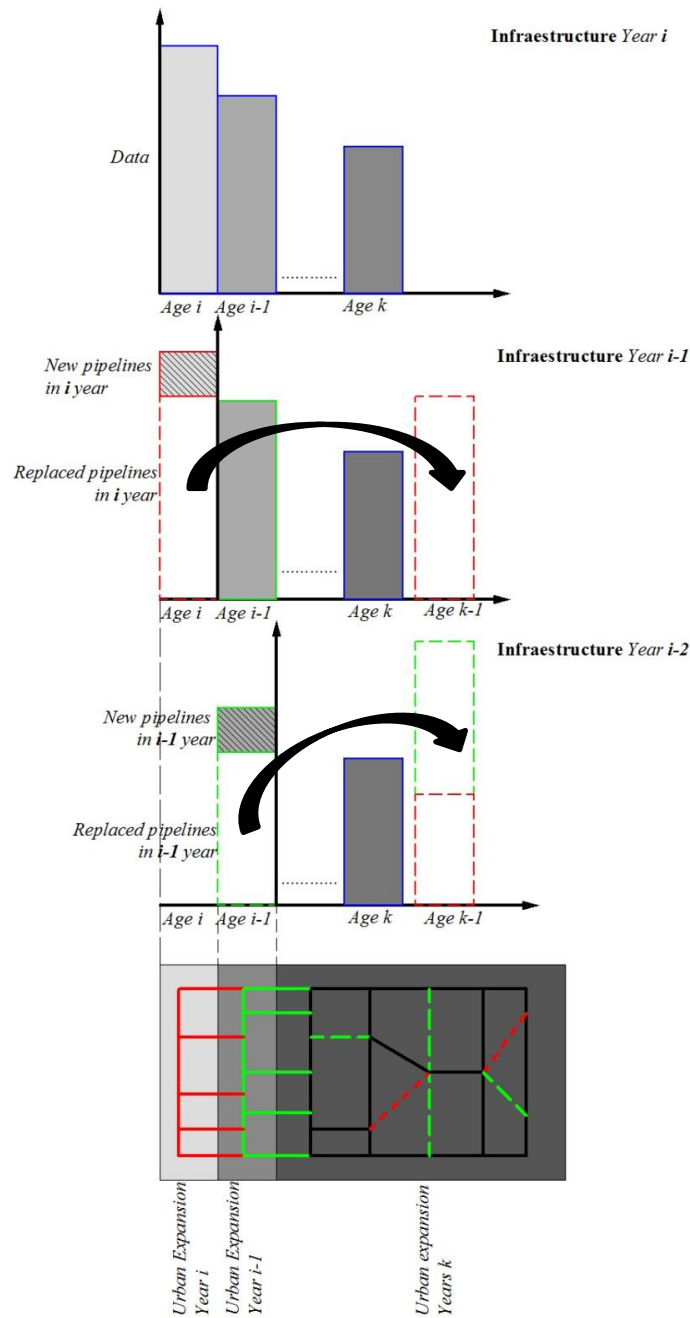 Infraestructure Year i
Data
Age i Age i-1 Age k
Infraestructure Year i-1
New pipelines
in i year
Replaced pipelines
in i year
Age i Age i-1 Age k Age k-1
Infraestructure Year i-2
New pipelines
in i-1 year
Replaced pipelines
in i-1 year
Age i Age i-1 Age k Age k-1
Urban Expansion
Year i
Urban Expansion
Year i-1
Urban expansion
Years k